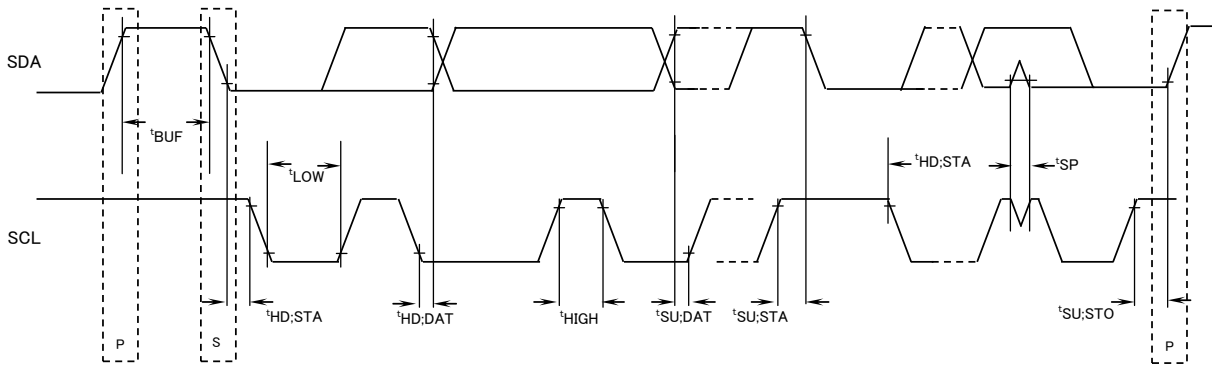 SDA
tBUF
tLOW
tHD;STA
tSP
SCL
tHD;STA
tHD;DAT
tHIGH
tSU;DAT
tSU;STA
tSU;STO
P
S
P